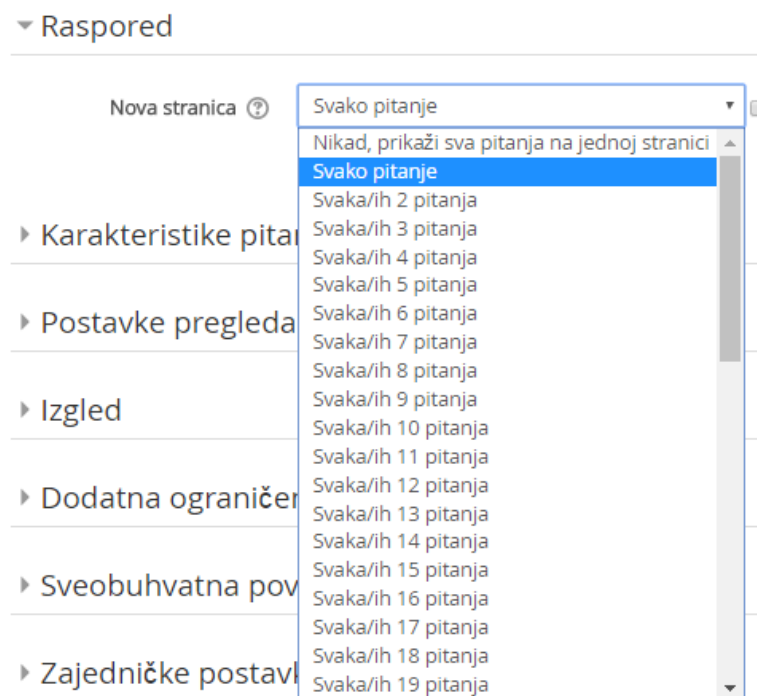 Raspored
Nova stranica
Svako pitanje
Nikad, prikaži sva pitanja na jednoj stranici
Svako pitanje
Svaka/ih 2 pitanja
Svaka/ih 3 pitanja
Svaka/ih 4 pitanja
Svaka/ih 5 pitanja
Svaka/ih 6 pitanja
Svaka/ih 7 pitanja
Svaka/ih 8 pitanja
Svaka/ih 9 pitanja
Svaka/ih 10 pitanja
Svaka/ih 11 pitanja
Svaka/ih 12 pitanja
Svaka/ih 13 pitanja
Svaka/ih 14 pitanja
Svaka/ih 15 pitanja
Svaka/ih 16 pitanja
Svaka/ih 17 pitanja
Svaka/ih 18 pitanja
Svaka/ih 19 pitanja
Karakteristike
Postavke pregleda
Izgled
Dodatna
Sveobuhvatna
Zajedničke